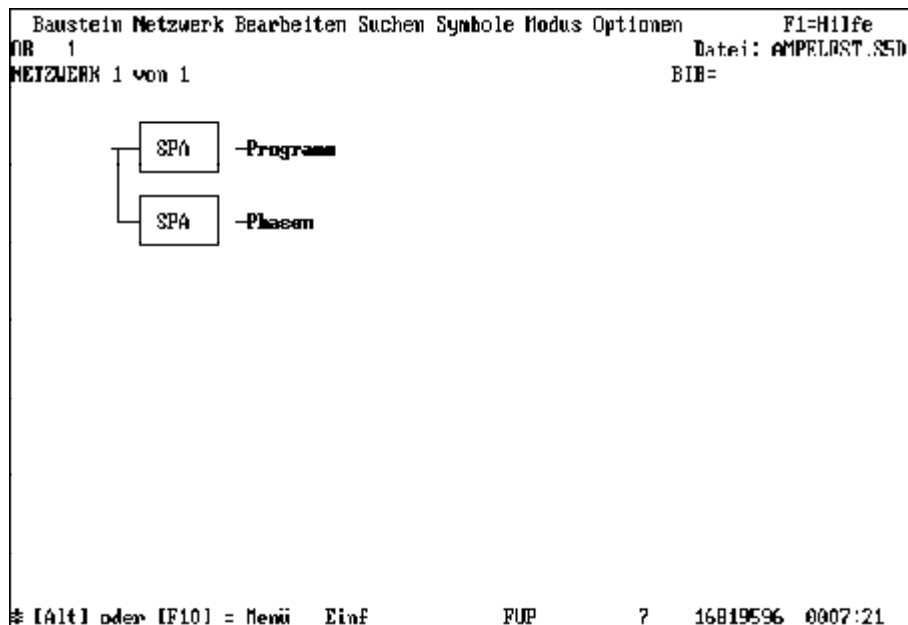 Baustein Netzwerk Bearbeiten Suchen Symbole Modus Optionen F1=Hilfe
OB 1 Datei: AMPELØST.S5D
NETZWERK 1 von 1 BIB=
SPA -Programm
SPA -Phasen
[Alt] oder [F10] = Menü Einf FUP 7 16819596 0007:21